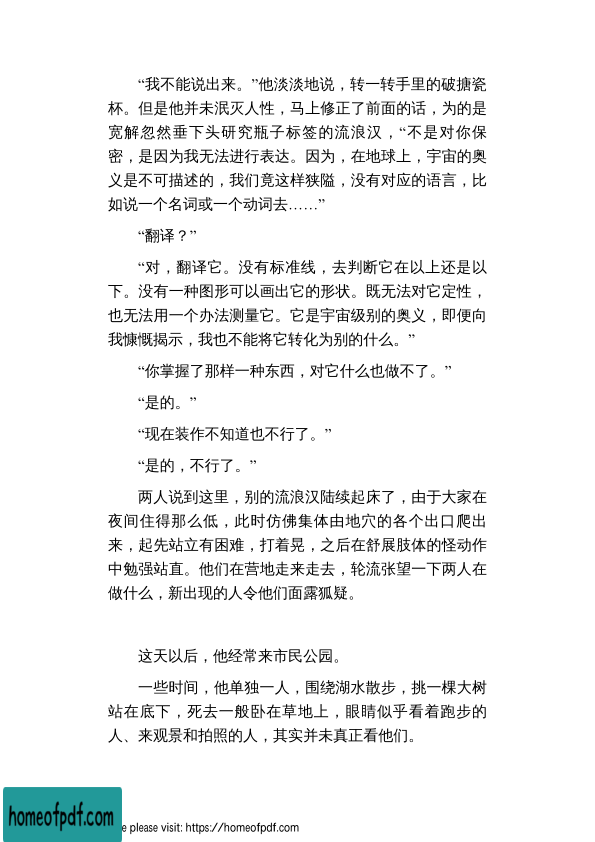 “我不能说出来。”他淡淡地说，转一转手里的破搪瓷
杯。但是他并未泯灭人性，马上修正了前面的话，为的是
宽解忽然垂下头研究瓶子标签的流浪汉，“不是对你保
密，是因为我无法进行表达。因为，在地球上，宇宙的奥
义是不可描述的，我们竟这样狭隘，没有对应的语言，比
如说一个名词或一个动词去……”
“翻译？”
“对，翻译它。没有标准线，去判断它在以上还是以
下。没有一种图形可以画出它的形状。既无法对它定性，
也无法用一个办法测量它。它是宇宙级别的奥义，即便向
我慷慨揭示，我也不能将它转化为别的什么。”
“你掌握了那样一种东西，对它什么也做不了。”
“是的。”
“现在装作不知道也不行了。”
“是的，不行了。”
两人说到这里，别的流浪汉陆续起床了，由于大家在
夜间住得那么低，此时仿佛集体由地穴的各个出口爬出
来，起先站立有困难，打着晃，之后在舒展肢体的怪动作
中勉强站直。他们在营地走来走去，轮流张望一下两人在
做什么，新出现的人令他们面露狐疑。
这天以后，他经常来市民公园。
一些时间，他单独一人，围绕湖水散步，挑一棵大树
站在底下，死去一般卧在草地上，眼睛似乎看着跑步的
人、来观景和拍照的人，其实并未真正看他们。
homeofpdf.com
e please visit: https://homeofpdf.com